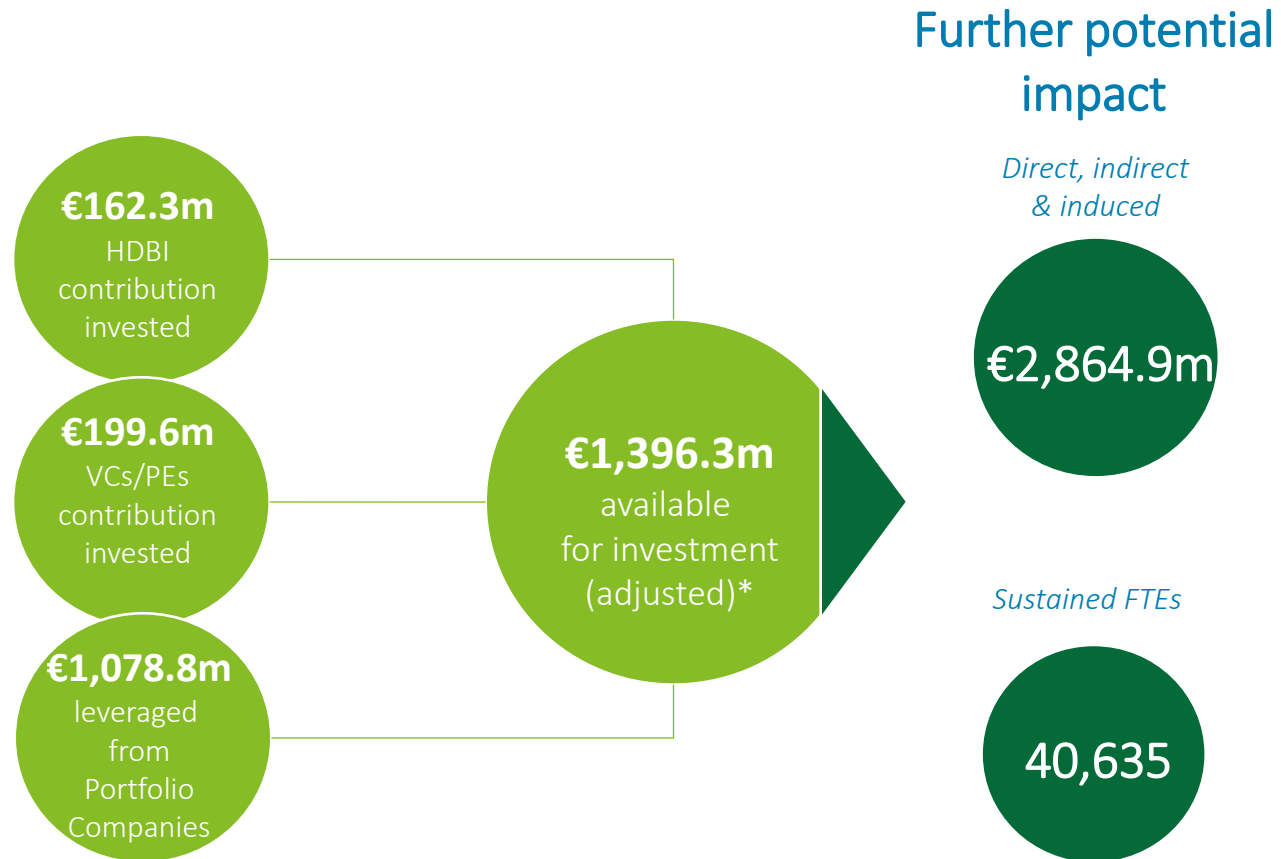 Further potential
impact
Direct, indirect
& induced
€162.3m
HDBI
contribution
invested
€199.6m
VCs/PEs
contribution
invested
€1,078.8m
leveraged
from
Portfolio
Companies
€1,396.3m
available
for investment
(adjusted)*
€2,864.9m
Sustained FTEs
40,635